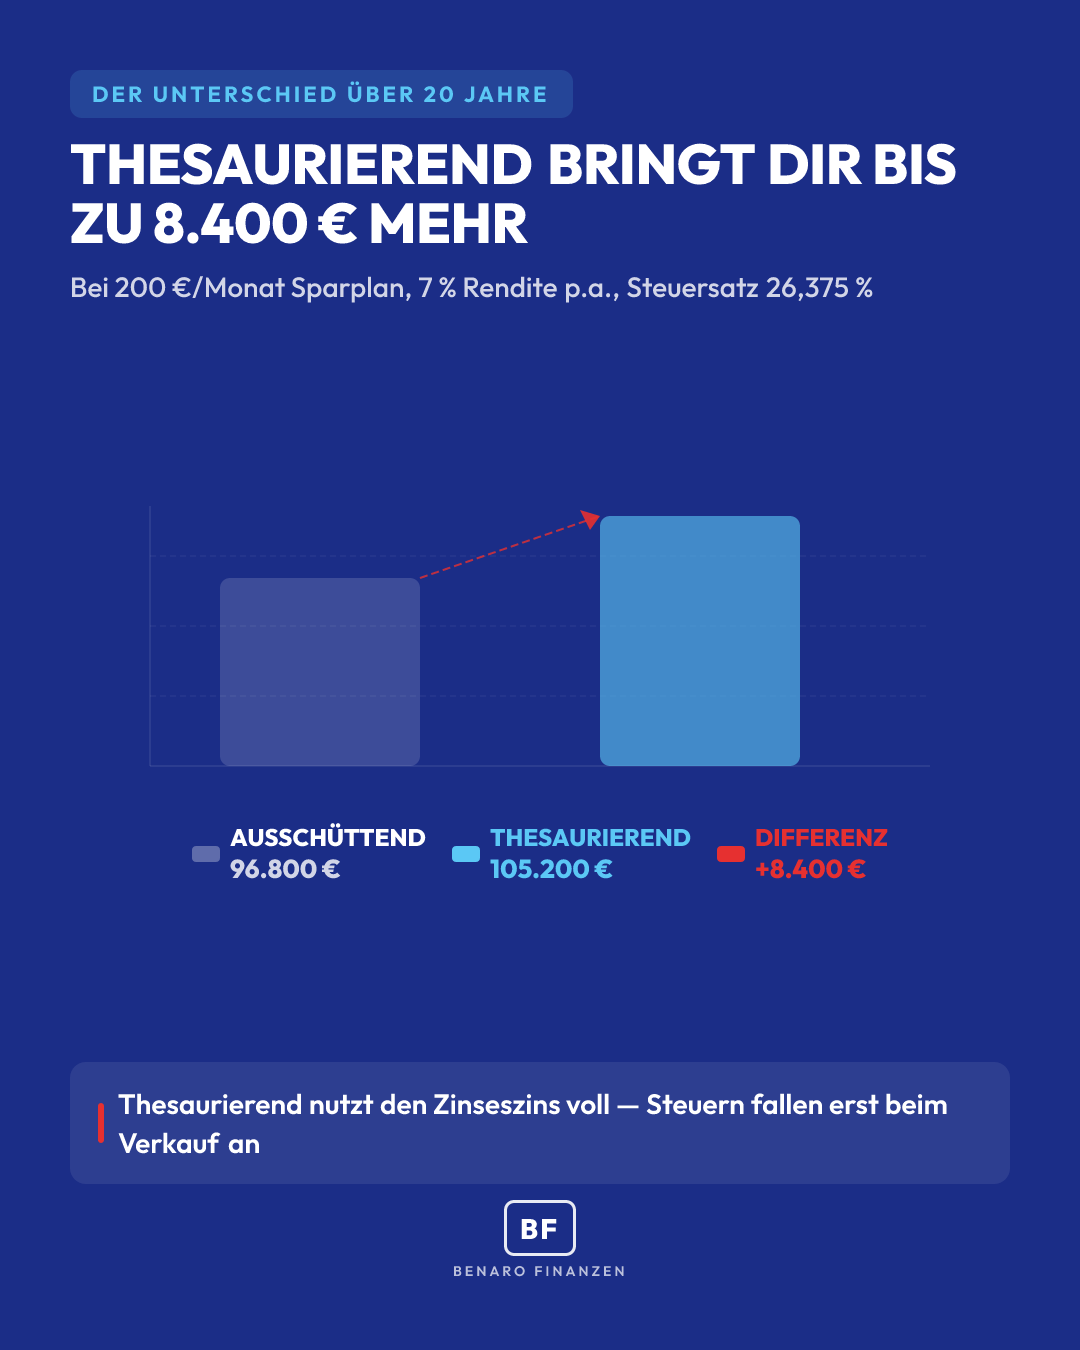 DER UNTERSCHIED ÜBER 20 JAHRE
THESAURIEREND BRINGT DIR BIS
ZU 8.400 € MEHR
Bei 200 €/Monat Sparplan, 7 % Rendite p.a., Steuersatz 26,375 %
AUSSCHÜTTEND
96.800 €
THESAURIEREND
105.200 €
DIFFERENZ
+8.400 €
Thesaurierend nutzt den Zinseszins voll — Steuern fallen erst beim
Verkauf an
BF
BENARO FINANZEN